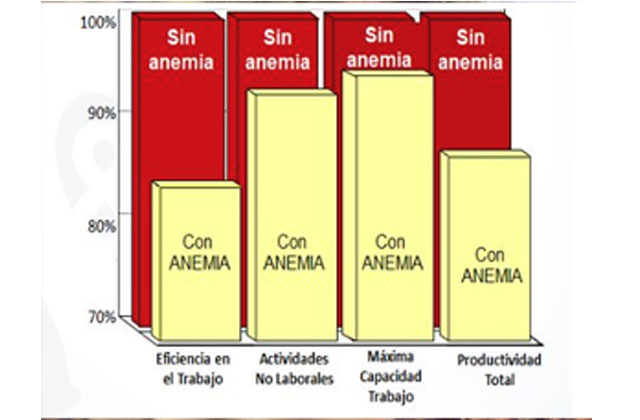 100%
90%
80%
70%
Sin
anemia
Sin
anemia
Sin
anemia
Sin
anemia
Con
ANEMIA
Con
ANEMIA
Con
ANEMIA
Con
ANEMIA
Eficiencia en
el Trabajo
Actividades
No Laborales
Máxima
Capacidad
Trabajo
Productividad
Total